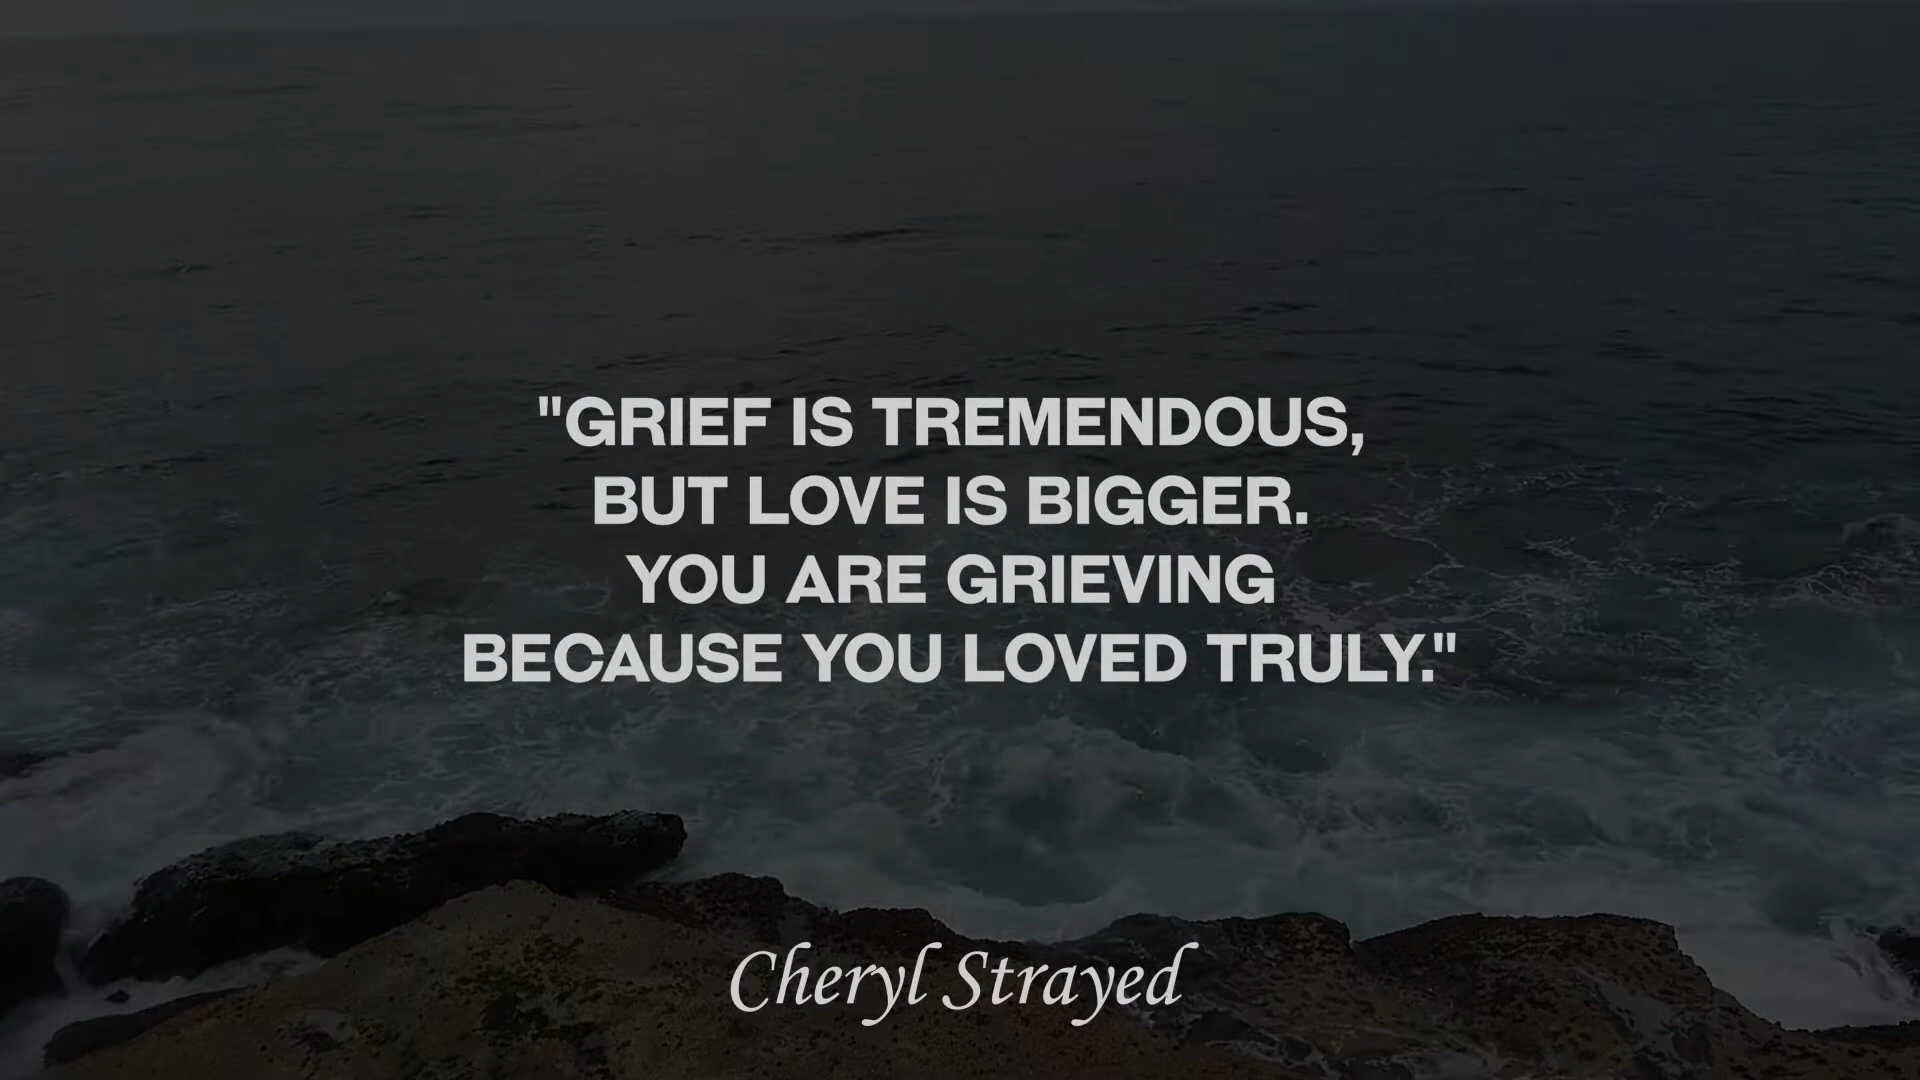 "GRIEF IS TREMENDOUS,
BUT LOVE IS BIGGER.
YOU ARE GRIEVING
BECAUSE YOU LOVED TRULY."
Cheryl Strayed